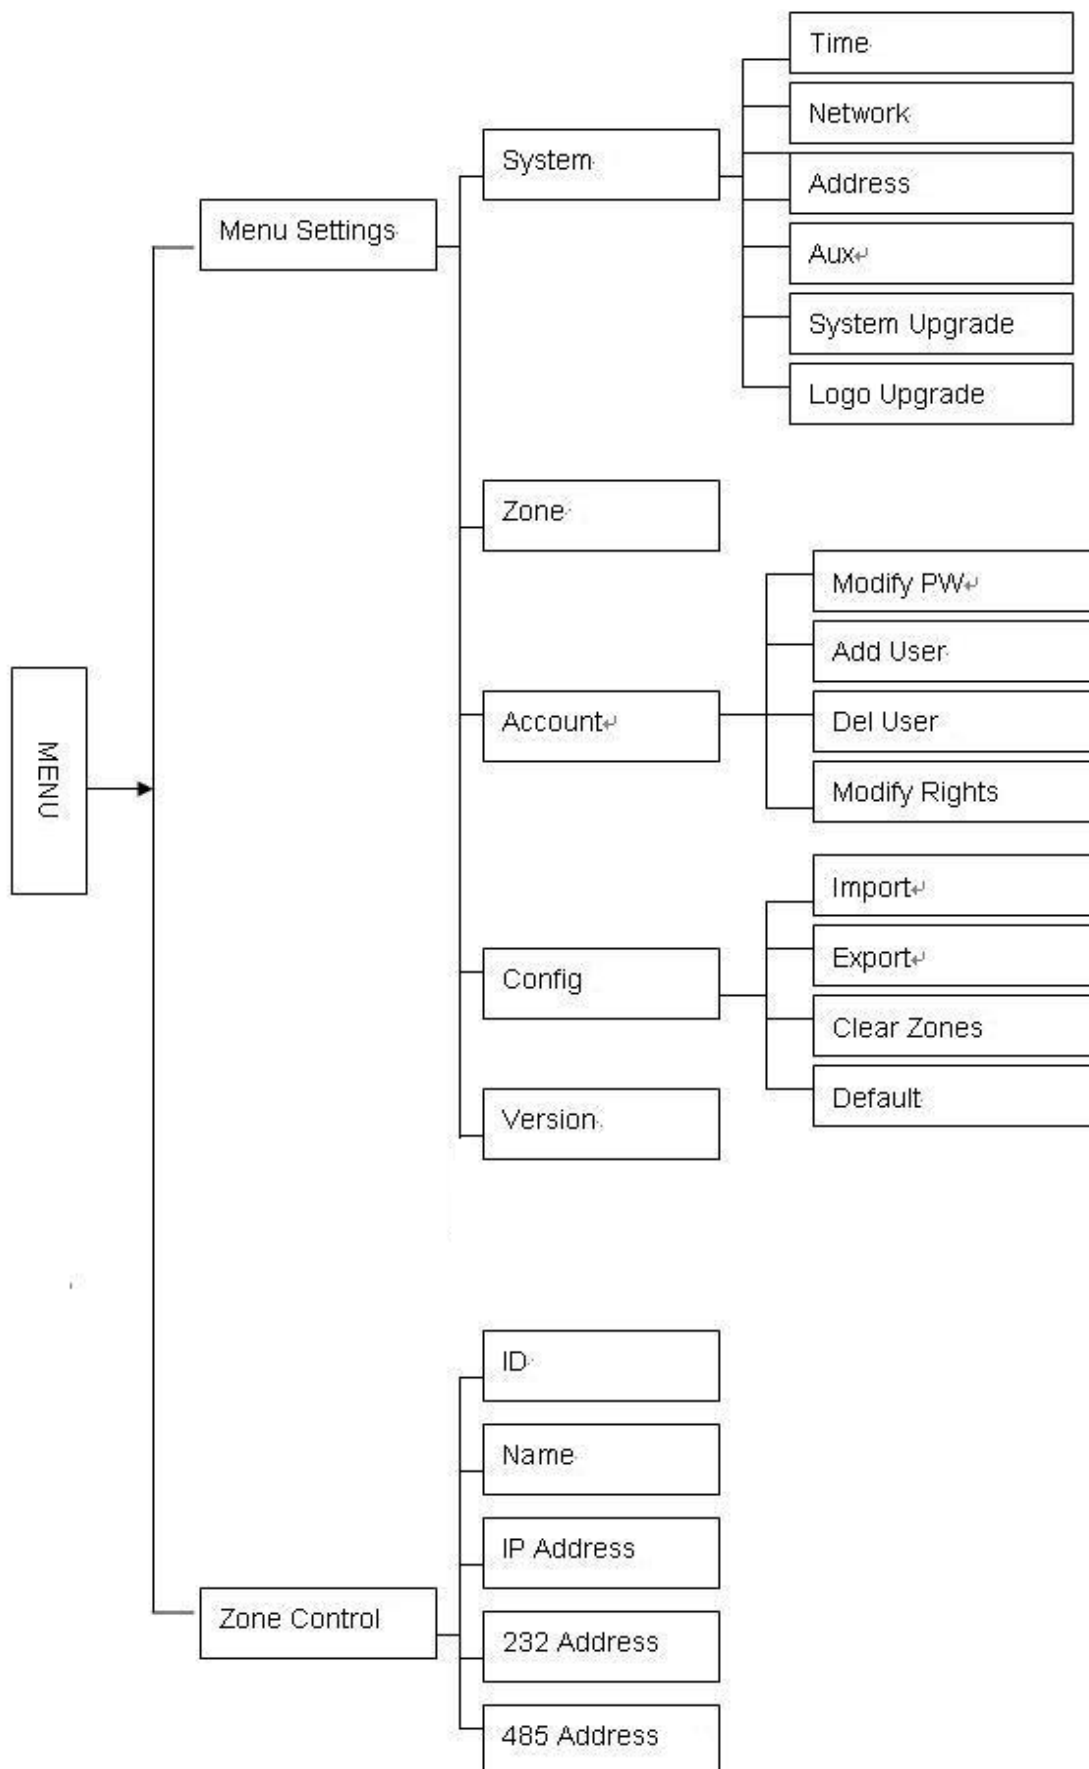 MENU
Menu Settings
System
Time
Network
Address
Aux
System Upgrade
Logo Upgrade
Zone
Account
Modify PW
Add User
Del User
Modify Rights
Config
Import
Export
Clear Zones
Default
Version
Zone Control
ID
Name
IP Address
232 Address
485 Address